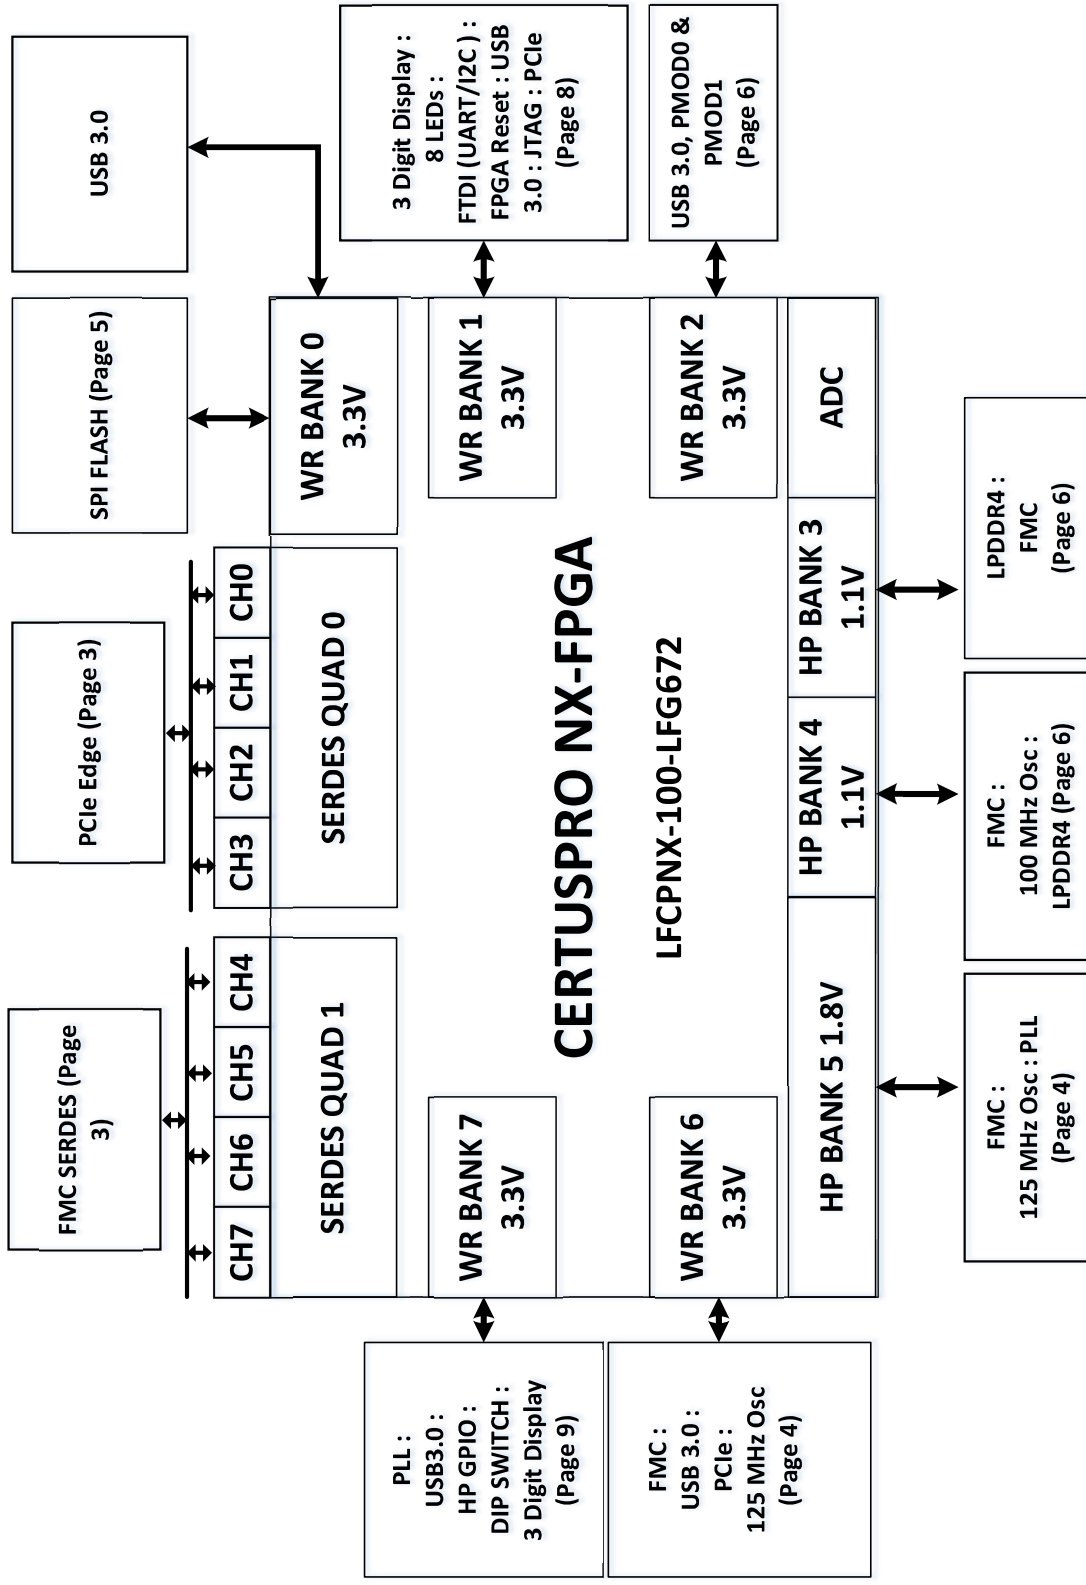 FMC SERDES (Page
3)
PCIe Edge (Page 3)
SPI FLASH (Page 5)
USB 3.0
CH7
CH6
CH5
CH4
CH3
CH2
CH1
CH0
SERDES QUAD 1
SERDES QUAD 0
WR BANK 0
3.3V
PLL :
USB3.0 :
HP GPIO :
DIP SWITCH :
3 Digit Display
(Page 9)
WR BANK 7
3.3V
WR BANK 1
3.3V
3 Digit Display :
8 LEDs :
FTDI (UART/I2C) :
FPGA Reset : USB
3.0 : JTAG : PCIe
(Page 8)
CERTUSPRO NX-FPGA
LFCPNX-100-LFG672
FMC :
USB 3.0 :
PCIe :
125 MHz Osc
(Page 4)
WR BANK 6
3.3V
WR BANK 2
3.3V
USB 3.0, PMOD0 &
PMOD1
(Page 6)
HP BANK 5 1.8V
HP BANK 4
1.1V
HP BANK 3
1.1V
ADC
FMC :
125 MHz Osc : PLL
(Page 4)
FMC :
100 MHz Osc :
LPDDR4 (Page 6)
LPDDR4 :
FMC
(Page 6)